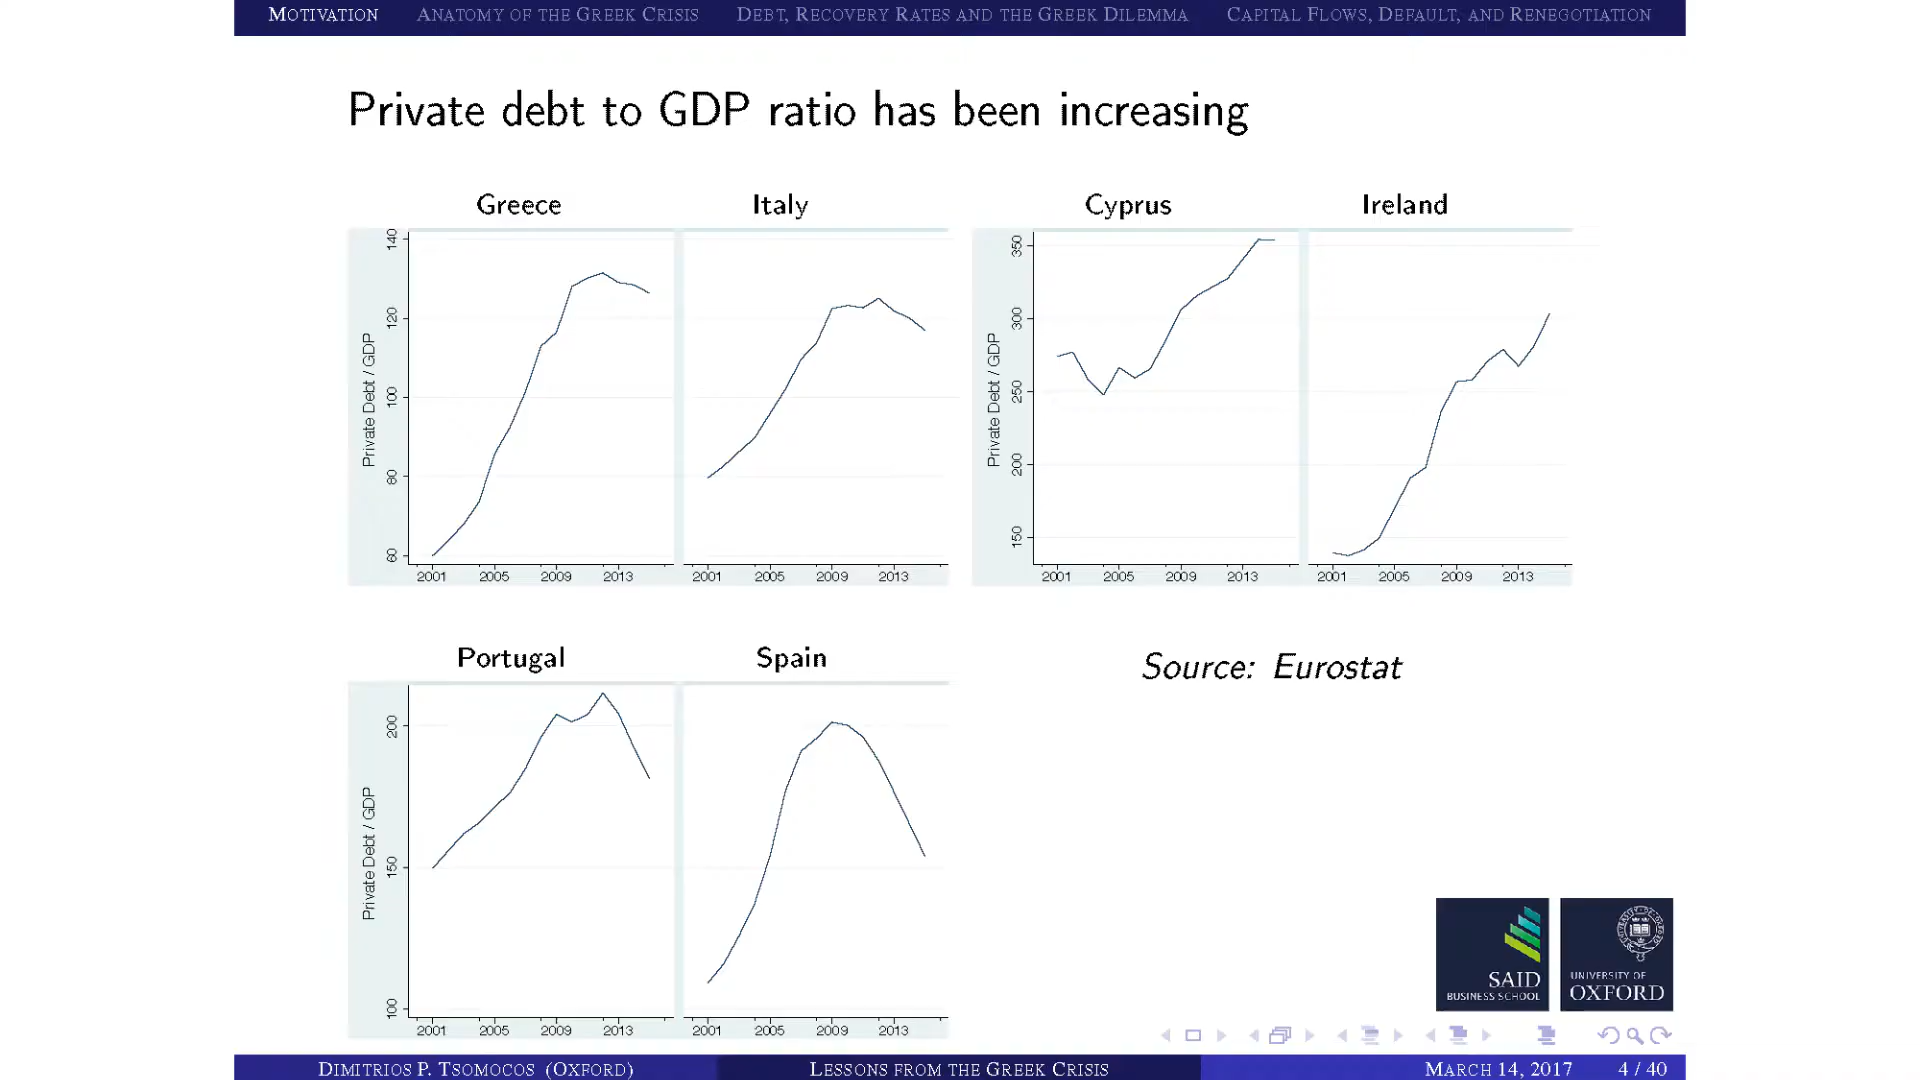 MOTIVATION ANATOMY OF THE GREEK CRISIS DEBT, RECOVERY RATES AND THE GREEK DILEMMA CAPITAL FLOWS, DEFAULT, AND RENEGOTIATION
Private debt to GDP ratio has been increasing
Greece Italy Cyprus Ireland
Private Debt / GDP
140
120
100
80
60
2001 2005 2009 2013
2001 2005 2009 2013
Private Debt / GDP
350
300
250
200
150
2001 2005 2009 2013
2001 2005 2009 2013
Portugal Spain
Private Debt / GDP
200
150
100
2001 2005 2009 2013
2001 2005 2009 2013
Source: Eurostat
SAID
BUSINESS SCHOOL
UNIVERSITY OF
OXFORD
DIMITRIOS P. TSOMOCOS (OXFORD) LESSONS FROM THE GREEK CRISIS MARCH 14, 2017 4 / 40